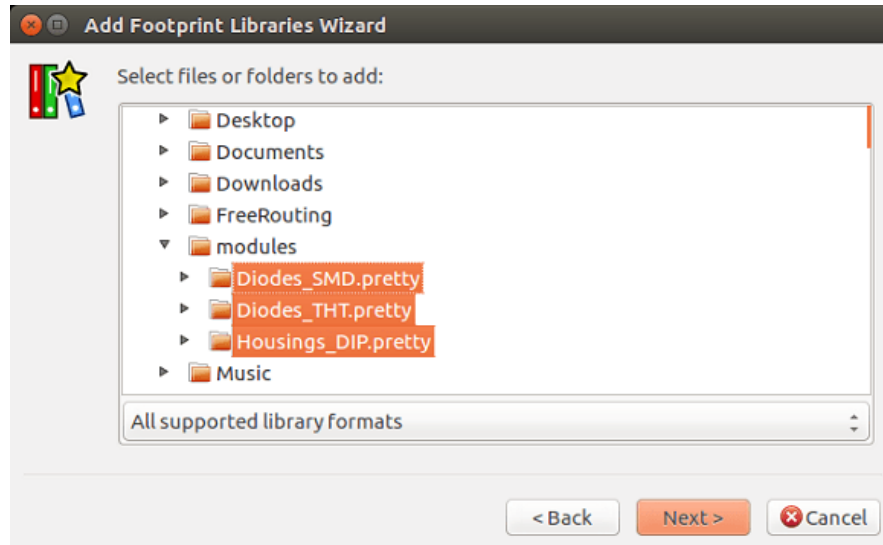 Add Footprint Libraries Wizard
Select files or folders to add:
Desktop
Documents
Downloads
FreeRouting
modules
Diodes_SMD.pretty
Diodes_THT.pretty
Housings_DIP.pretty
Music
All supported library formats
< Back Next > Cancel